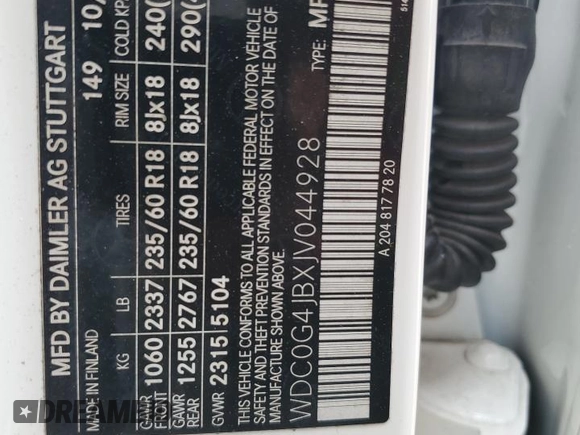 MFD BY DAIMLER AG STUTTGART
MADE IN FINLAND 149 10/
KG LB TIRES RIM SIZE COLD KP
GAWR FRONT 1060 2337 235/60 R18 8Jx18 240(
GAWR REAR 1255 2767 235/60 R18 8Jx18 290(
GVWR 2315 5104
THIS VEHICLE CONFORMS TO ALL APPLICABLE FEDERAL MOTOR VEHICLE
SAFETY AND THEFT PREVENTION STANDARDS IN EFFECT ON THE DATE OF
MANUFACTURE SHOWN ABOVE.
WDC0G4JBXJV044928 TYPE: MP
A 204 817 78 20
DREAM